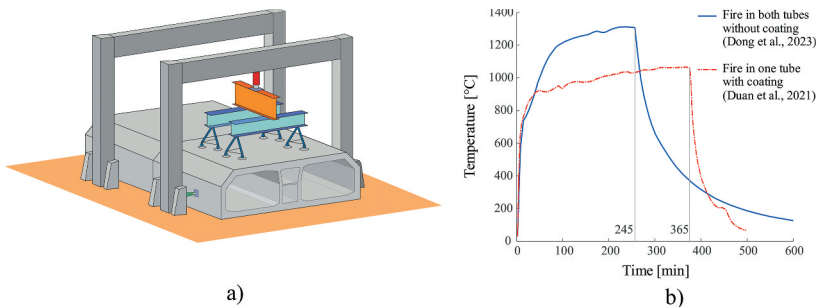 1400
1200
1000
800
600
400
200
0
Temperature [°C]
0
100
200
300
400
500
600
Time [min]
245
365
Fire in both tubes
without coating
(Dong et al., 2023)
Fire in one tube
with coating
(Duan et al., 2021)
a)
b)